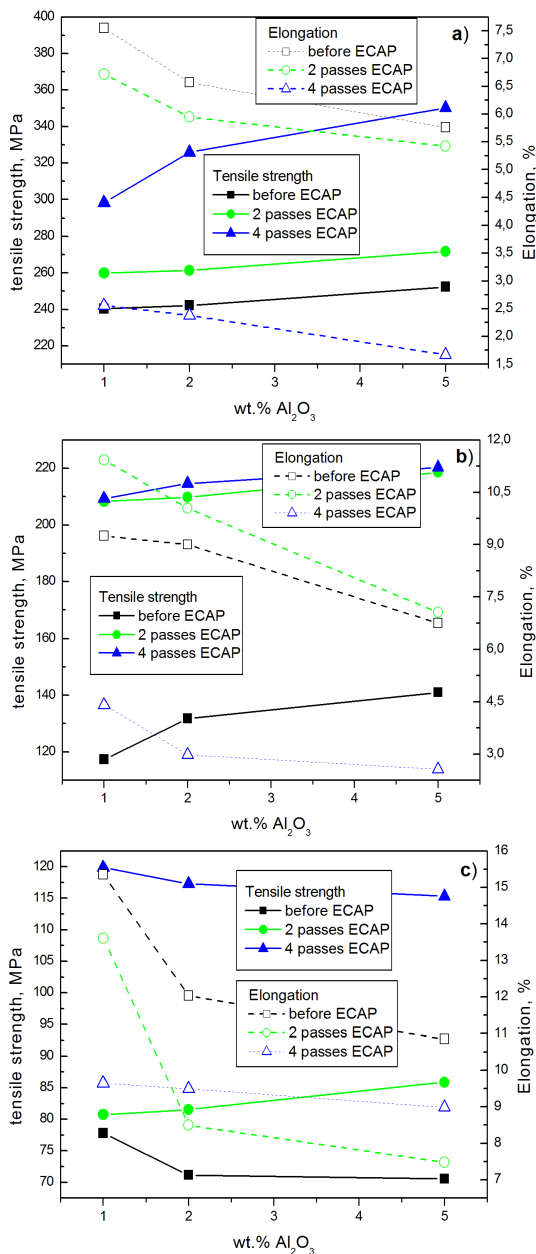 a)
Elongation
before ECAP
2 passes ECAP
4 passes ECAP
Tensile strength
before ECAP
2 passes ECAP
4 passes ECAP
400
380
360
340
320
300
280
260
240
220
tensile strength, MPa
7,5
7,0
6,5
6,0
5,5
5,0
4,5
4,0
3,5
3,0
2,5
2,0
1,5
Elongation, %
1 2 3 4 5
wt.% Al₂O₃
b)
Elongation
before ECAP
2 passes ECAP
4 passes ECAP
Tensile strength
before ECAP
2 passes ECAP
4 passes ECAP
220
200
180
160
140
120
tensile strength, MPa
12,0
10,5
9,0
7,5
6,0
4,5
3,0
Elongation, %
1 2 3 4 5
wt.% Al₂O₃
c)
Tensile strength
before ECAP
2 passes ECAP
4 passes ECAP
Elongation
before ECAP
2 passes ECAP
4 passes ECAP
120
115
110
105
100
95
90
85
80
75
70
tensile strength, MPa
16
15
14
13
12
11
10
9
8
7
Elongation, %
1 2 3 4 5
wt.% Al₂O₃